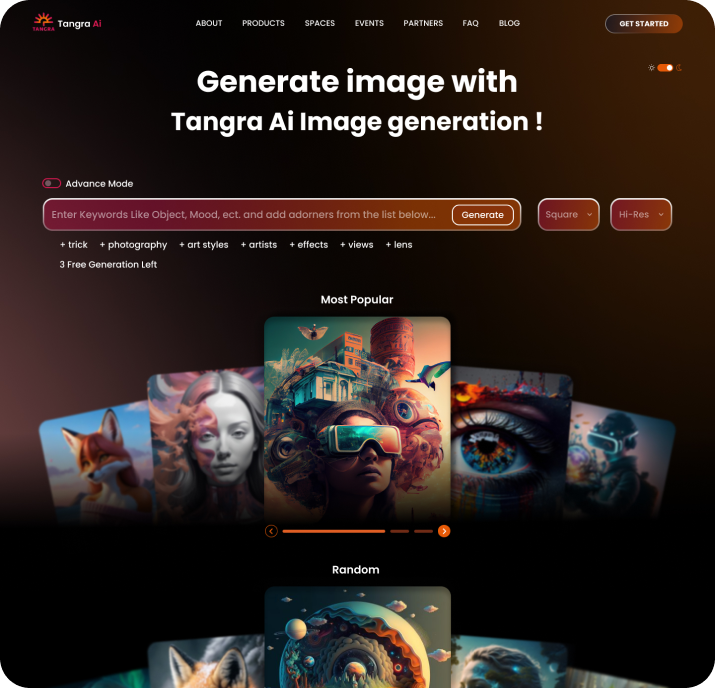 TANGRA
Tangra Ai
ABOUT PRODUCTS SPACES EVENTS PARTNERS FAQ BLOG
GET STARTED
Generate image with
Tangra Ai Image generation !
Advance Mode
Enter Keywords Like Object, Mood, ect. and add adorners from the list below...
Generate
Square
Hi-Res
+ trick + photography + art styles + artists + effects + views + lens
3 Free Generation Left
Most Popular
Random